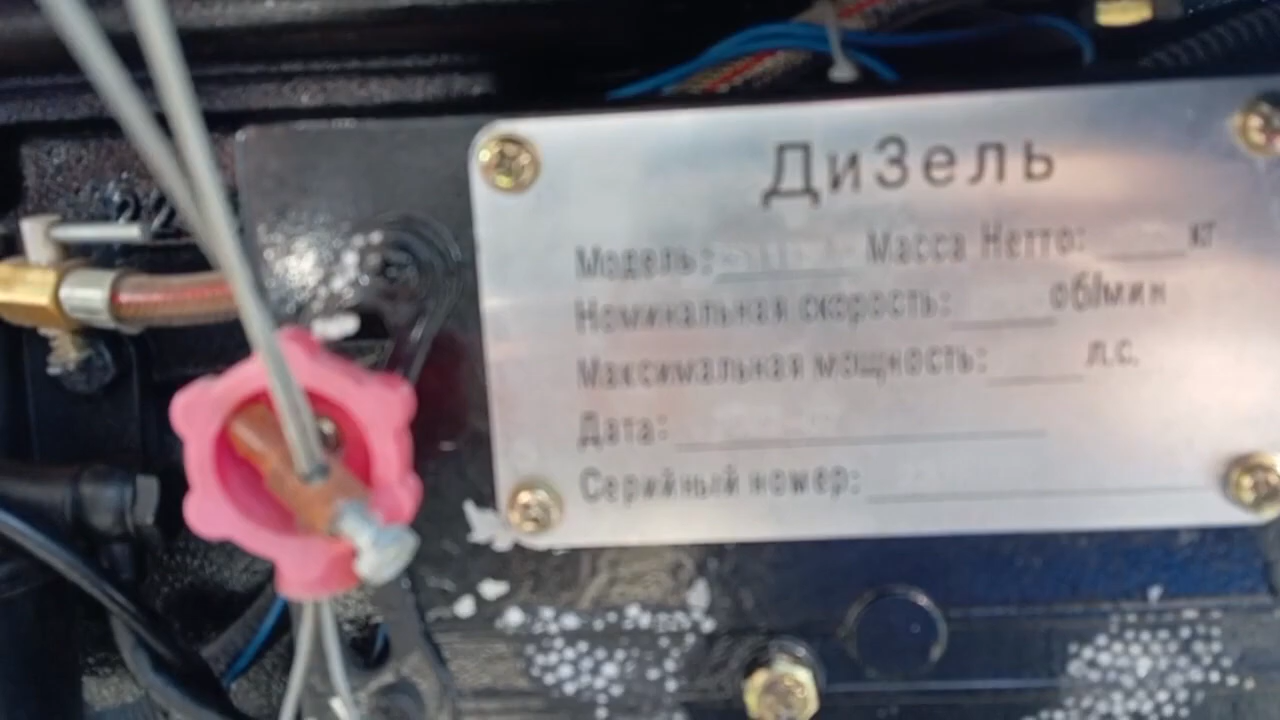 ДиЗель
Модель: Масса Нетто: кг
Номинальная скорость: об/мин
Максимальная мощность: л.с.
Дата:
Серийный номер: